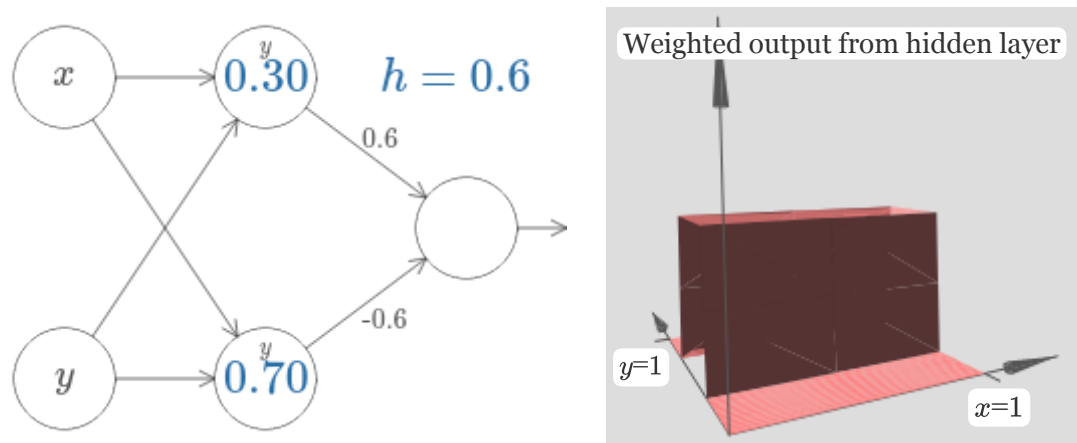 x
y
0.30
h = 0.6
0.6
y
y
0.70
-0.6
Weighted output from hidden layer
y=1
x=1